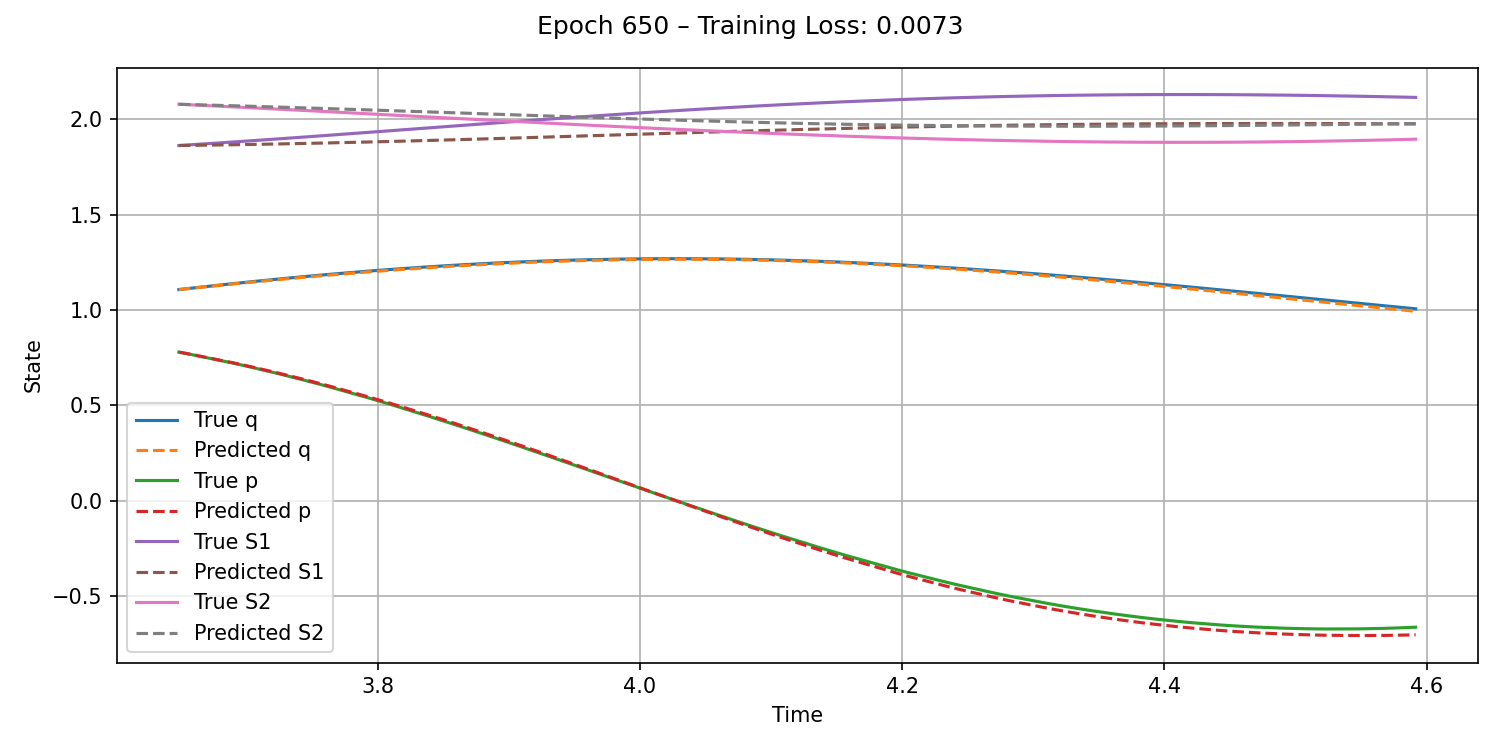 Epoch 650 – Training Loss: 0.0073
2.0
1.5
1.0
0.5
0.0
−0.5
State
True q
Predicted q
True p
Predicted p
True S1
Predicted S1
True S2
Predicted S2
3.8 4.0 4.2 4.4 4.6
Time